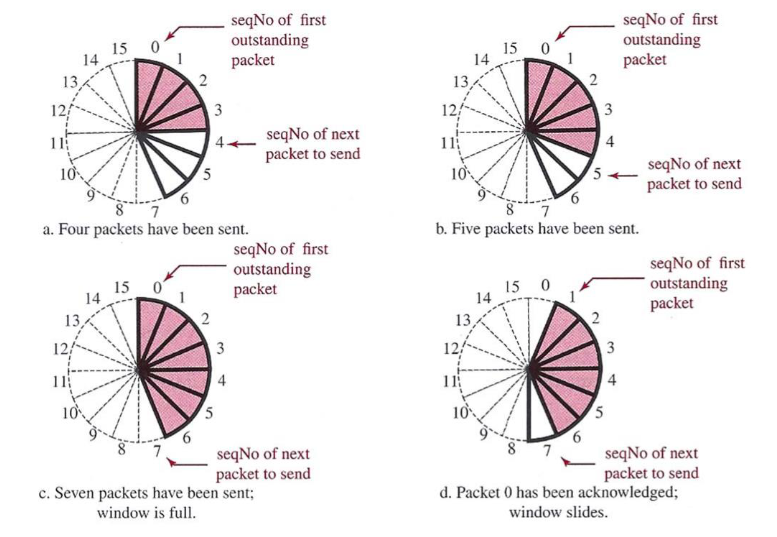 seqNo of first
outstanding
packet
0
1
2
3
4
5
6
7
8
9
10
11
12
13
14
15
seqNo of next
packet to send
a. Four packets have been sent.
seqNo of first
outstanding
packet
0
1
2
3
4
5
6
7
8
9
10
11
12
13
14
15
seqNo of next
packet to send
b. Five packets have been sent.
seqNo of first
outstanding
packet
0
1
2
3
4
5
6
7
8
9
10
11
12
13
14
15
seqNo of next
packet to send
c. Seven packets have been sent;
window is full.
seqNo of first
outstanding
packet
0
1
2
3
4
5
6
7
8
9
10
11
12
13
14
15
seqNo of next
packet to send
d. Packet 0 has been acknowledged;
window slides.